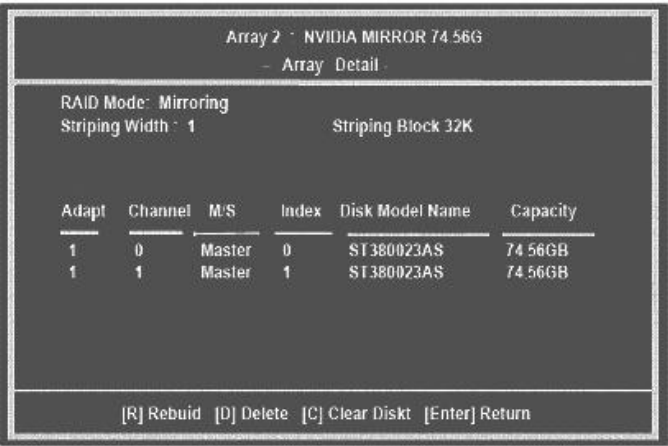 Array 2 : NVIDIA MIRROR 74.56G
- Array Detail -
RAID Mode: Mirroring
Striping Width : 1 Striping Block 32K
Adapt Channel M/S Index Disk Model Name Capacity
1 0 Master 0 ST380023AS 74.56GB
1 1 Master 1 ST380023AS 74.56GB
[R] Rebuid [D] Delete [C] Clear Diskt [Enter] Return